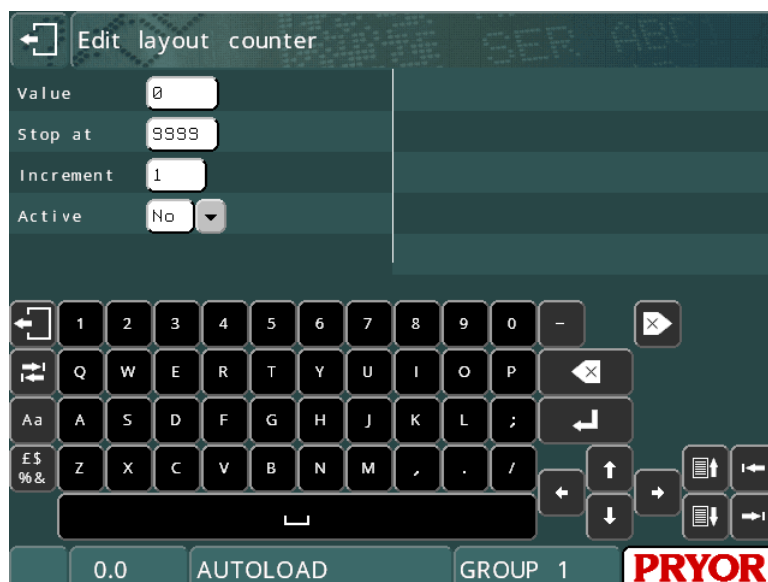 Edit layout counter
Value 0
Stop at 9999
Increment 1
Active No
1 2 3 4 5 6 7 8 9 0 -
Q W E R T Y U I O P
Aa A S D F G H J K L ;
£$ %& Z X C V B N M , . /
0.0 AUTOLOAD GROUP 1 PRYOR